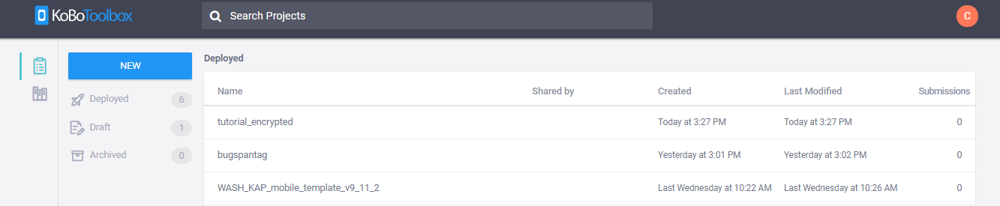 KoBoToolbox
Search Projects
C
NEW
Deployed 6
Draft 1
Archived 0
Deployed
Name Shared by Created Last Modified Submissions
tutorial_encrypted Today at 3:27 PM Today at 3:27 PM 0
bugspantag Yesterday at 3:01 PM Yesterday at 3:02 PM 0
WASH_KAP_mobile_template_v9_11_2 Last Wednesday at 10:22 AM Last Wednesday at 10:26 AM 0